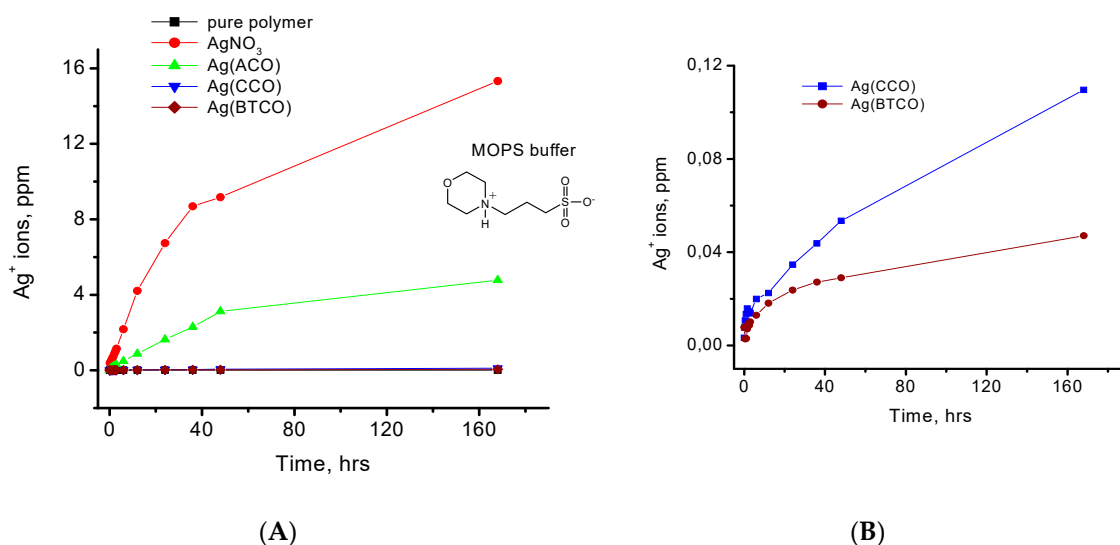 pure polymer
AgNO3
Ag(ACO)
Ag(CCO)
Ag(BTCO)
16
12
8
4
0
Ag+ ions, ppm
MOPS buffer
O
N
+
H
O
S
O
O-
0
40
80
120
160
Time, hrs
(A)
0,12
0,08
0,04
0,00
Ag+ ions, ppm
Ag(CCO)
Ag(BTCO)
0
40
80
120
160
Time, hrs
(B)